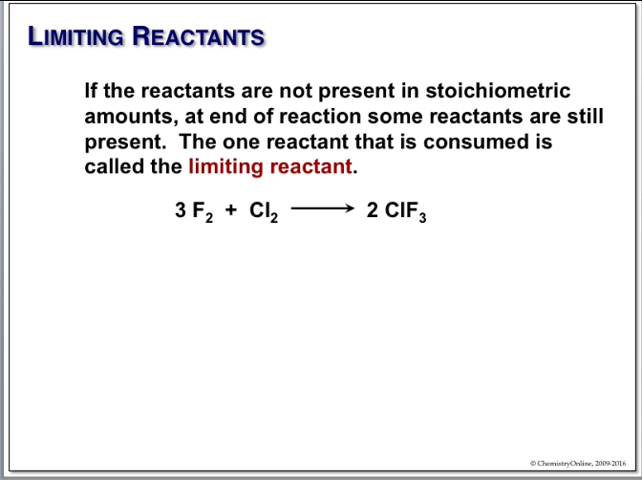 LIMITING REACTANTS
If the reactants are not present in stoichiometric
amounts, at end of reaction some reactants are still
present. The one reactant that is consumed is
called the limiting reactant.
3 F₂ + Cl₂ ⟶ 2 ClF₃
© ChemistryOnline, 2009-2016